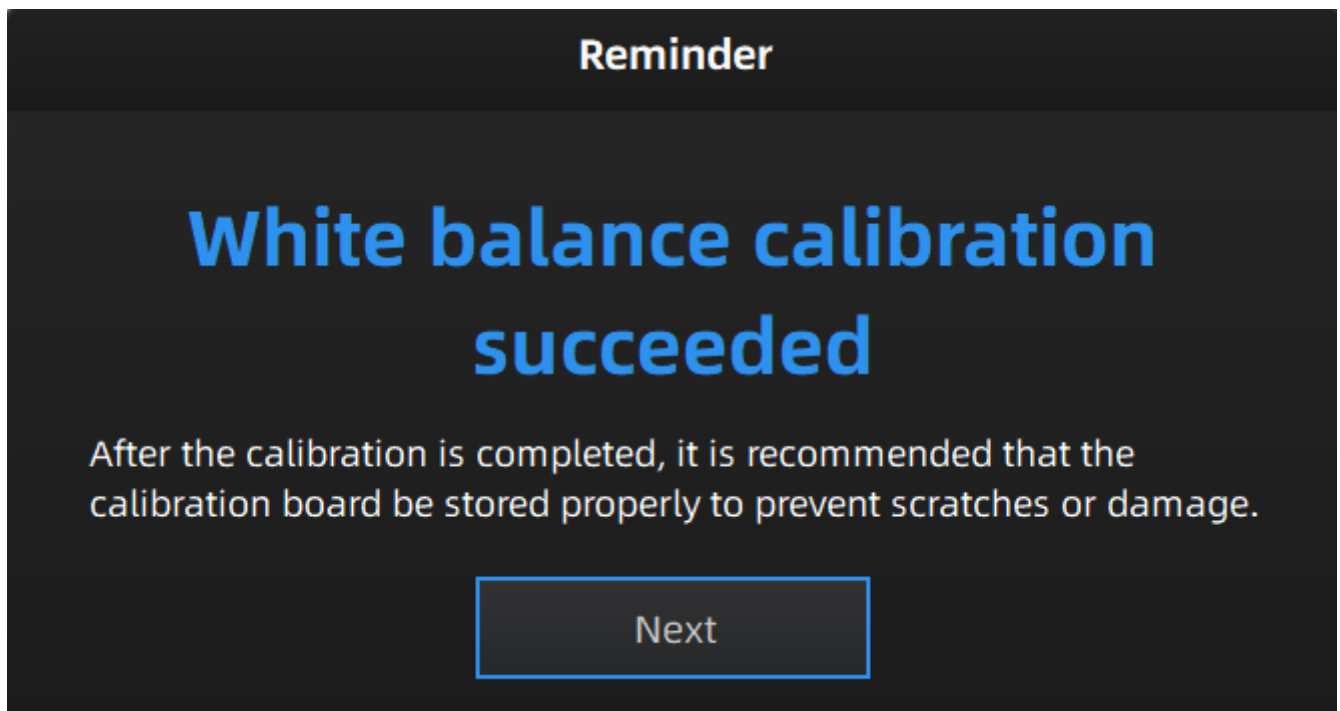 Reminder
White balance calibration
succeeded
After the calibration is completed, it is recommended that the
calibration board be stored properly to prevent scratches or damage.
Next